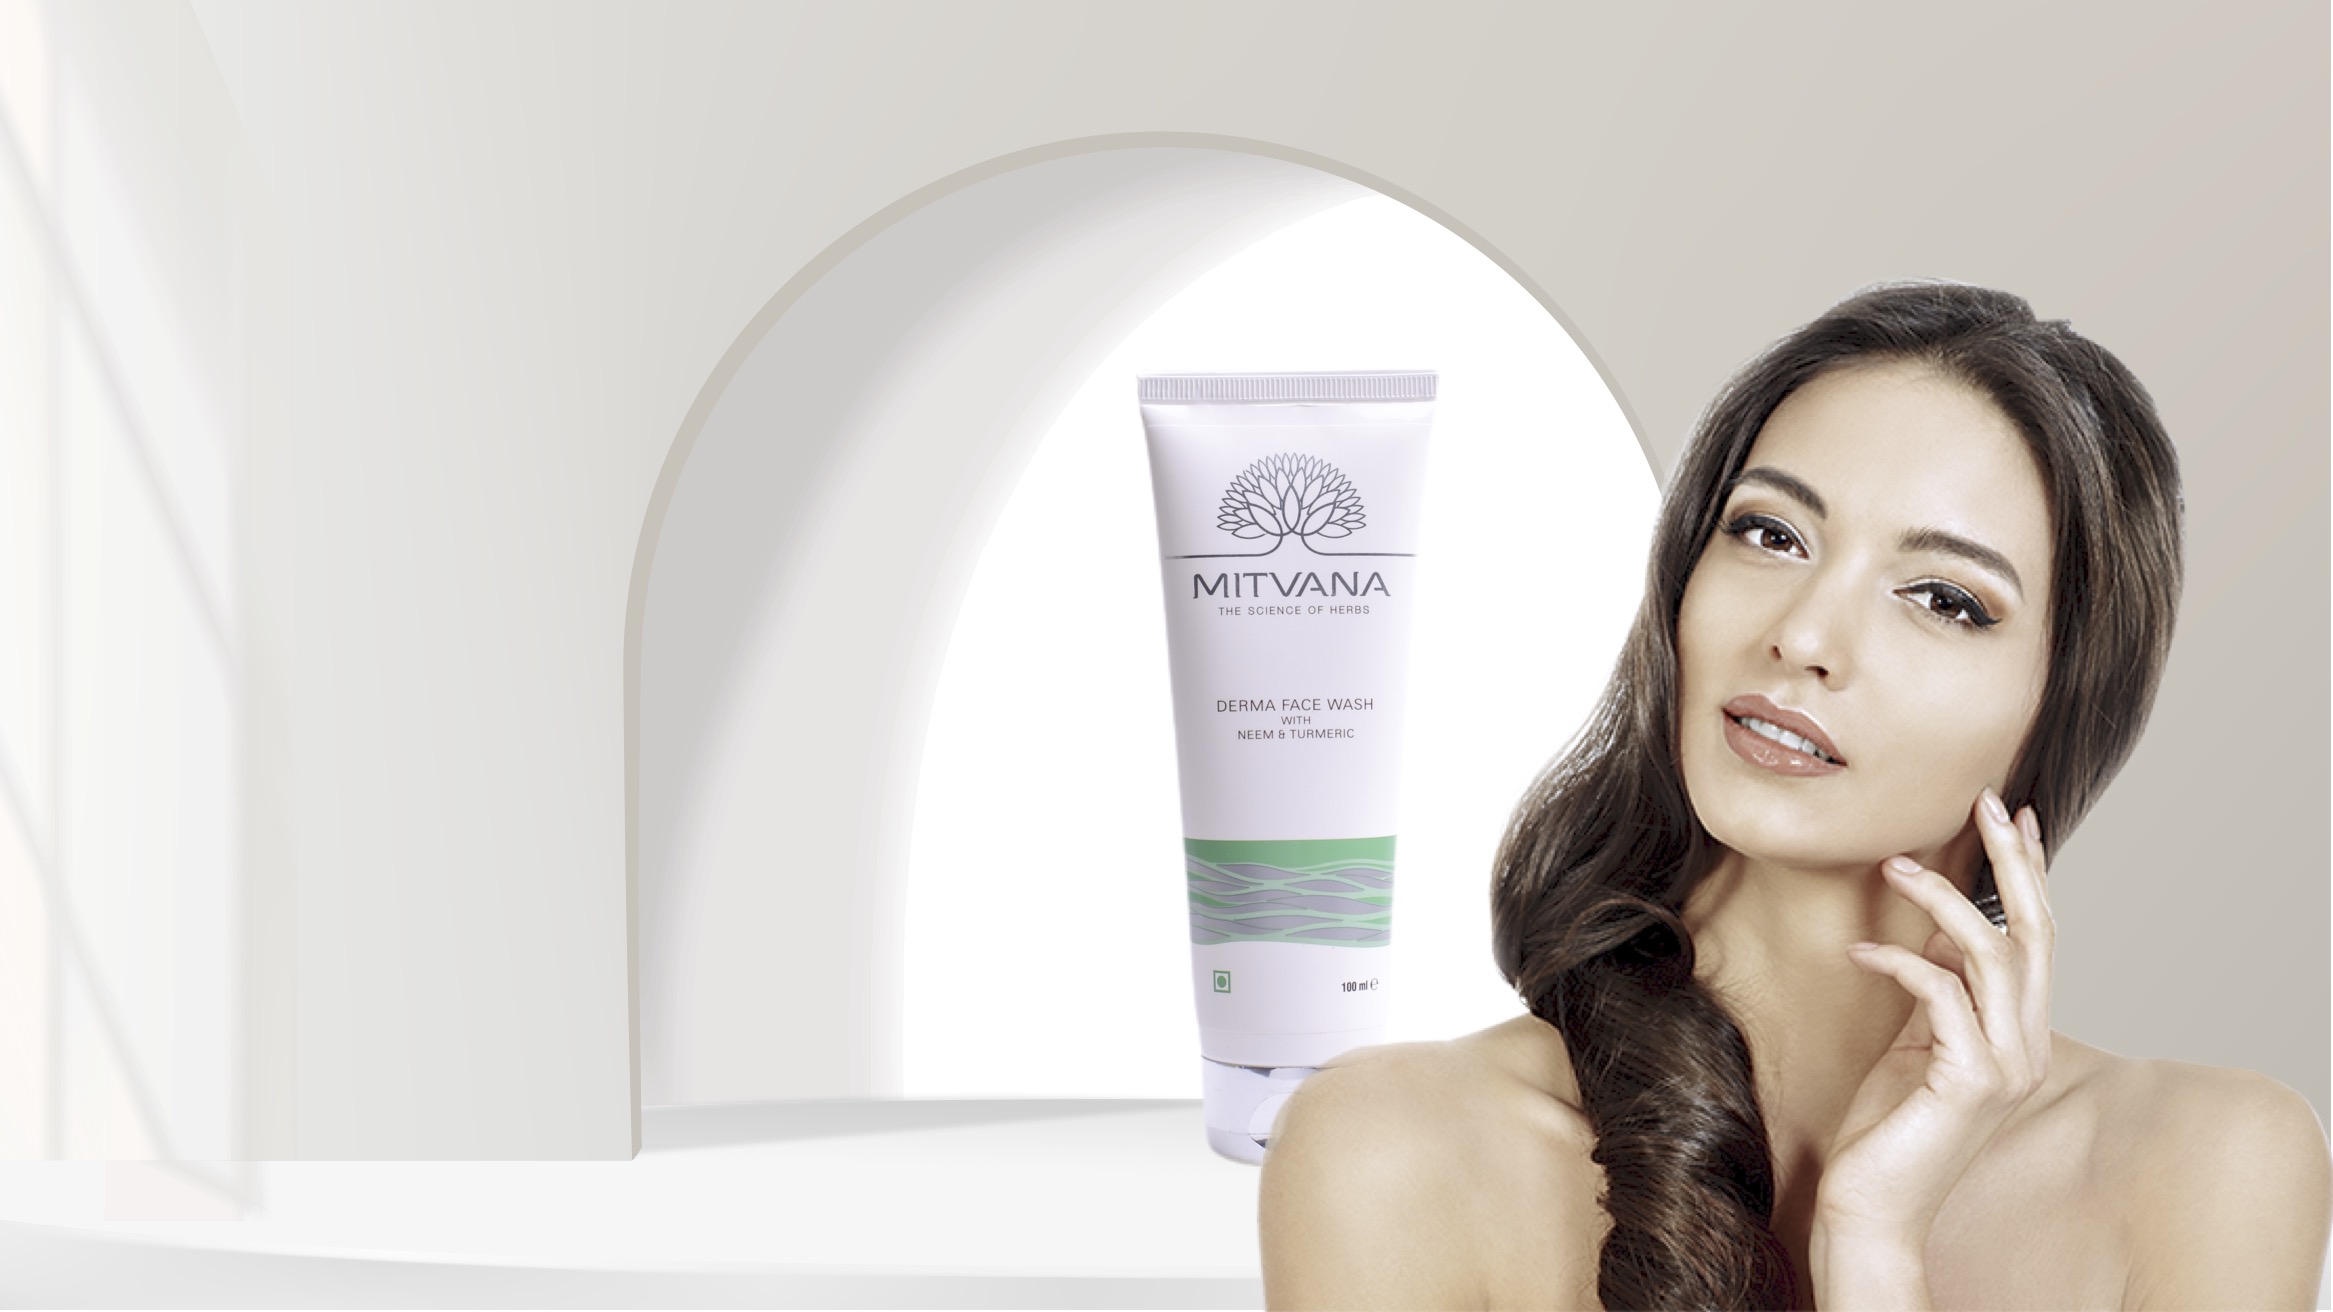 MITVANA
THE SCIENCE OF HERBS
DERMA FACE WASH
WITH
NEEM & TURMERIC
100 ml ℮